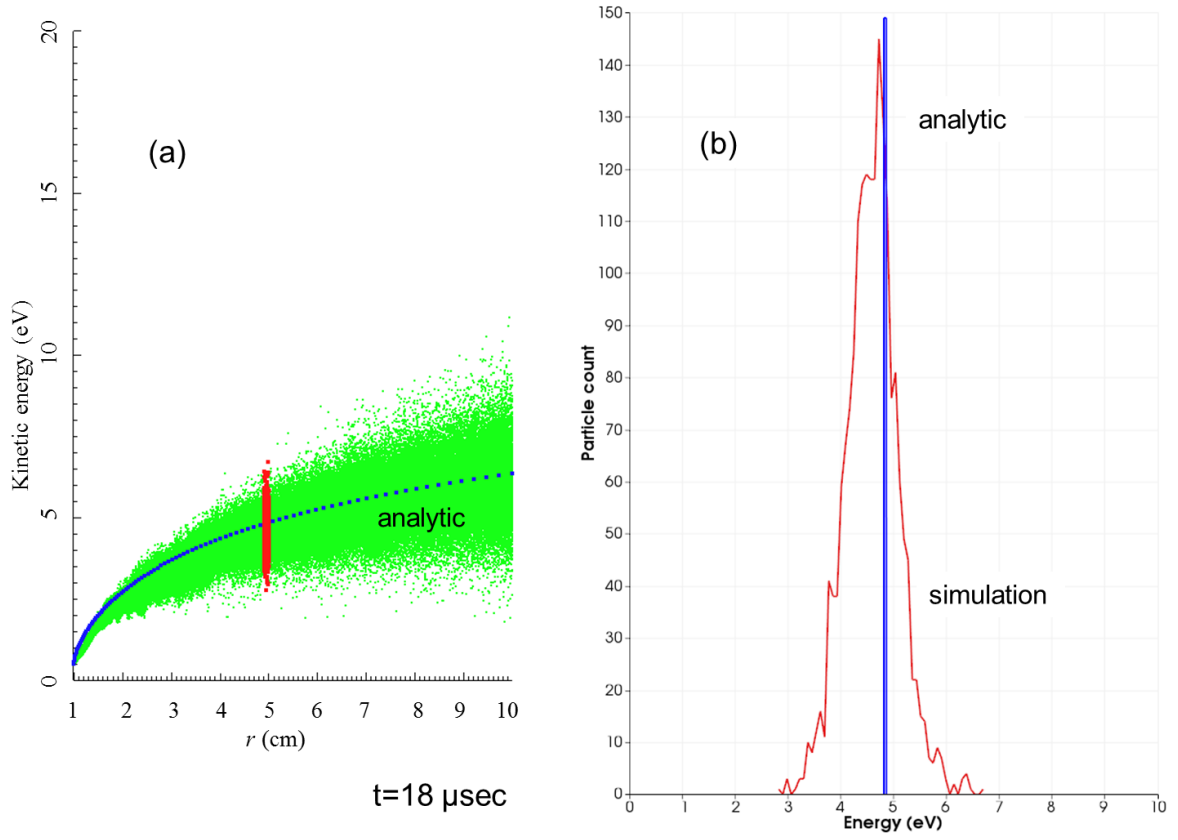 20
15
10
5
0
Kinetic energy (eV)
(a)
analytic
1 2 3 4 5 6 7 8 9 10
r (cm)
t=18 μsec
150
140
130
120
110
100
90
80
70
60
50
40
30
20
10
0
Particle count
(b)
analytic
simulation
0 1 2 3 4 5 6 7 8 9 10
Energy (eV)